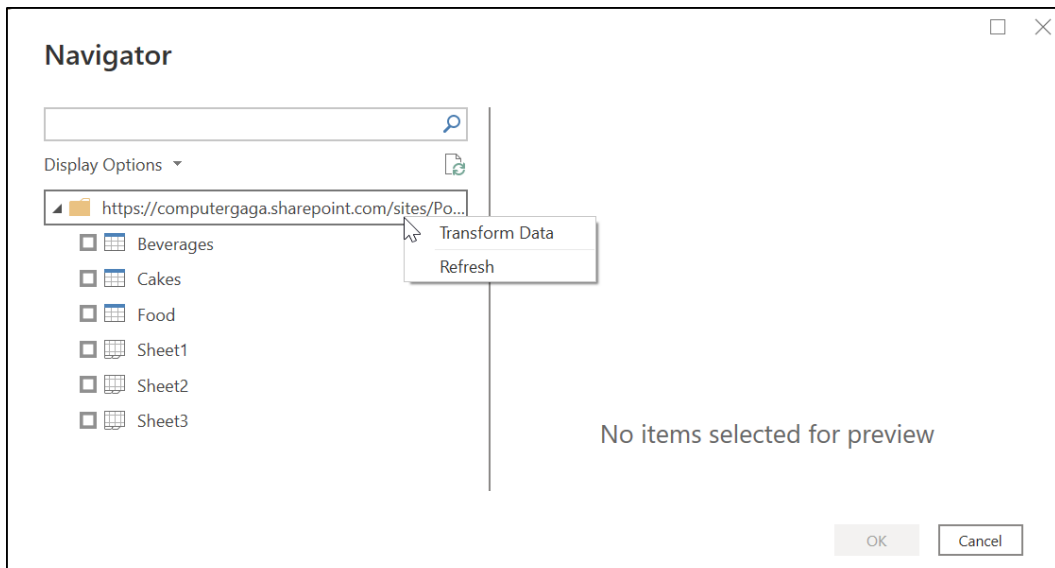 Navigator
Display Options
https://computergaga.sharepoint.com/sites/Po...
Transform Data
Refresh
Beverages
Cakes
Food
Sheet1
Sheet2
Sheet3
No items selected for preview
OK
Cancel